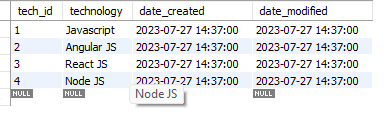 tech_id technology date_created date_modified
1 Javascript 2023-07-27 14:37:00 2023-07-27 14:37:00
2 Angular JS 2023-07-27 14:37:00 2023-07-27 14:37:00
3 React JS 2023-07-27 14:37:00 2023-07-27 14:37:00
4 Node JS 2023-07-27 14:37:00 2023-07-27 14:37:00
NULL NULL NULL
Node JS